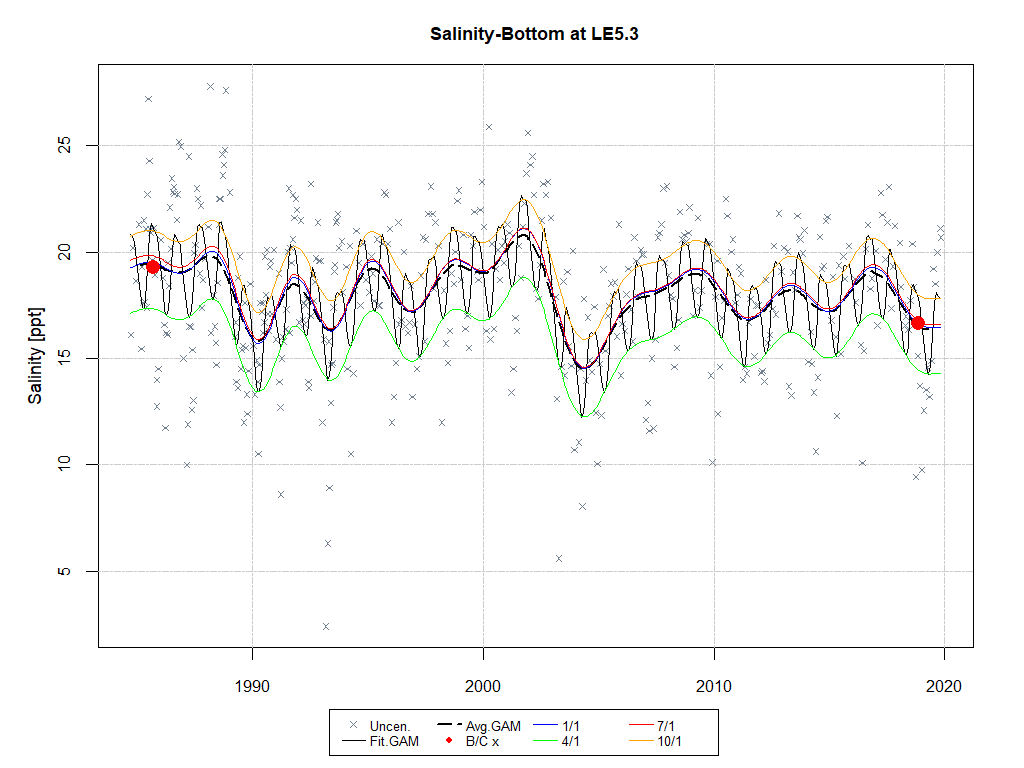 Salinity-Bottom at LE5.3
Salinity [ppt]
25
20
15
10
5
1990 2000 2010 2020
Uncen. Avg.GAM 1/1 7/1
Fit.GAM B/C x 4/1 10/1